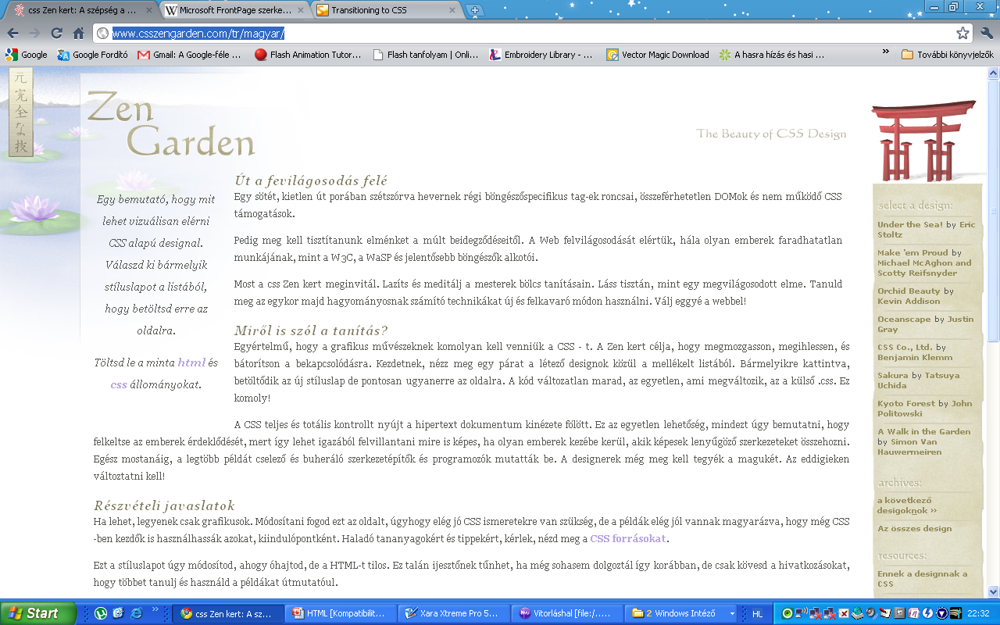 css Zen kert: A szépség a ...
Microsoft FrontPage szerke...
Transitioning to CSS
www.csszengarden.com/tr/magyar/
Google
Google Fordító
Gmail: A Google-féle ...
Flash Animation Tutor...
Flash tanfolyam | Onli...
Embroidery Library - ...
Vector Magic Download
A hasra hízás és hasi ...
»
További könyvjelzők
元完全な技
Zen
Garden
The Beauty of CSS Design
Egy bemutató, hogy mit
lehet vizuálisan elérni
CSS alapú designal.
Válaszd ki bármelyik
stíluslapot a listából,
hogy betöltsd erre az
oldalra.
Töltsd le a minta html és
css állományokat.
Út a fevilágosodás felé
Egy sötét, kietlen út porában szétszórva hevernek régi böngészőspecifikus tag-ek roncsai, összeférhetetlen DOMok és nem működő CSS
támogatások.
Pedig meg kell tisztítanunk elménket a múlt beidegződéseitől. A Web felvilágosodását elértük, hála olyan emberek faradhatatlan
munkájának, mint a W3C, a WaSP és jelentősebb böngészők alkotói.
Most a css Zen kert meginvitál. Lazíts és meditálj a mesterek bölcs tanításain. Láss tisztán, mint egy megvilágosodott elme. Tanuld
meg az egykor majd hagyományosnak számító technikákat új és felkavaró módon használni. Válj eggyé a webbel!
Miről is szól a tanítás?
Egyértelmű, hogy a grafikus művészeknek komolyan kell venniük a CSS - t. A Zen kert célja, hogy megmozgasson, megihlessen, és
bátorítson a bekapcsolódásra. Kezdetnek, nézz meg egy párat a létező designok közül a mellékelt listából. Bármelyikre kattintva,
betöltődik az új stíluslap de pontosan ugyanerre az oldalra. A kód változatlan marad, az egyetlen, ami megváltozik, az a külső .css. Ez
komoly!
A CSS teljes és totális kontrollt nyújt a hipertext dokumentum kinézete fölött. Ez az egyetlen lehetőség, mindezt úgy bemutatni, hogy
felkeltse az emberek érdeklődését, mert így lehet igazából felvillantani mire is képes, ha olyan emberek kezébe kerül, akik képesek lenyűgöző szerkezeteket összehozni.
Egész mostanáig, a legtöbb példát cselező és buheráló szerkezetépítők és programozók mutatták be. A designerek még meg kell tegyék a magukét. Az eddigieken
változtatni kell!
Részvételi javaslatok
Ha lehet, legyenek csak grafikusok. Módosítani fogod ezt az oldalt, úgyhogy elég jó CSS ismeretekre van szükség, de a példák elég jól vannak magyarázva, hogy még CSS
-ben kezdők is használhassák azokat, kiindulópontként. Haladó tananyagokért és tippekért, kérlek, nézd meg a CSS forrásokat.
Ezt a stíluslapot úgy módosítod, ahogy óhajtod, de a HTML-t tilos. Ez talán ijesztőnek tűnhet, ha még sohasem dolgoztál így korábban, de csak kövesd a hivatkozásokat,
hogy többet tanulj és használd a példákat útmutatóul.
select a design:
Under the Sea! by Eric
Stoltz
Make 'em Proud by
Michael McAghon and
Scotty Reifsnyder
Orchid Beauty by
Kevin Addison
Oceanscape by Justin
Gray
CSS Co., Ltd. by
Benjamin Klemm
Sakura by Tatsuya
Uchida
Kyoto Forest by John
Politowski
A Walk in the Garden
by Simon Van
Hauwermeiren
archives:
a következő
desigoknok ››
Az összes design
resources:
Ennek a designnak a
CSS
Start
»
css Zen kert: A sz...
HTML [Kompatibilit...
Xara Xtreme Pro 5...
Vitorláshal [file:/.....
2 Windows Intéző
HU
22:32